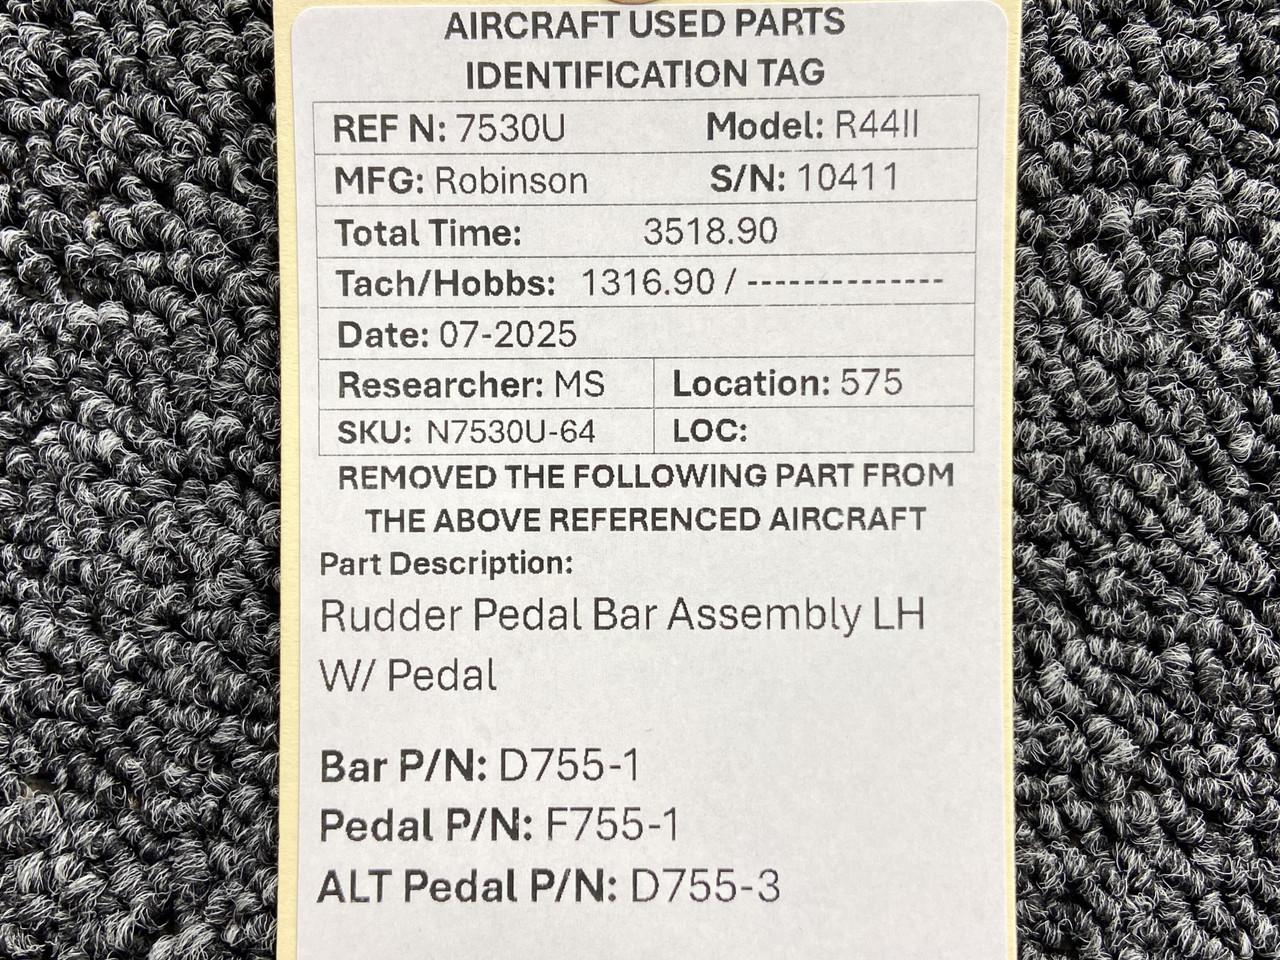 AIRCRAFT USED PARTS
IDENTIFICATION TAG
REF N: 7530U Model: R44II
MFG: Robinson S/N: 10411
Total Time: 3518.90
Tach/Hobbs: 1316.90 / --------------
Date: 07-2025
Researcher: MS Location: 575
SKU: N7530U-64 LOC:
REMOVED THE FOLLOWING PART FROM
THE ABOVE REFERENCED AIRCRAFT
Part Description:
Rudder Pedal Bar Assembly LH
W/ Pedal
Bar P/N: D755-1
Pedal P/N: F755-1
ALT Pedal P/N: D755-3